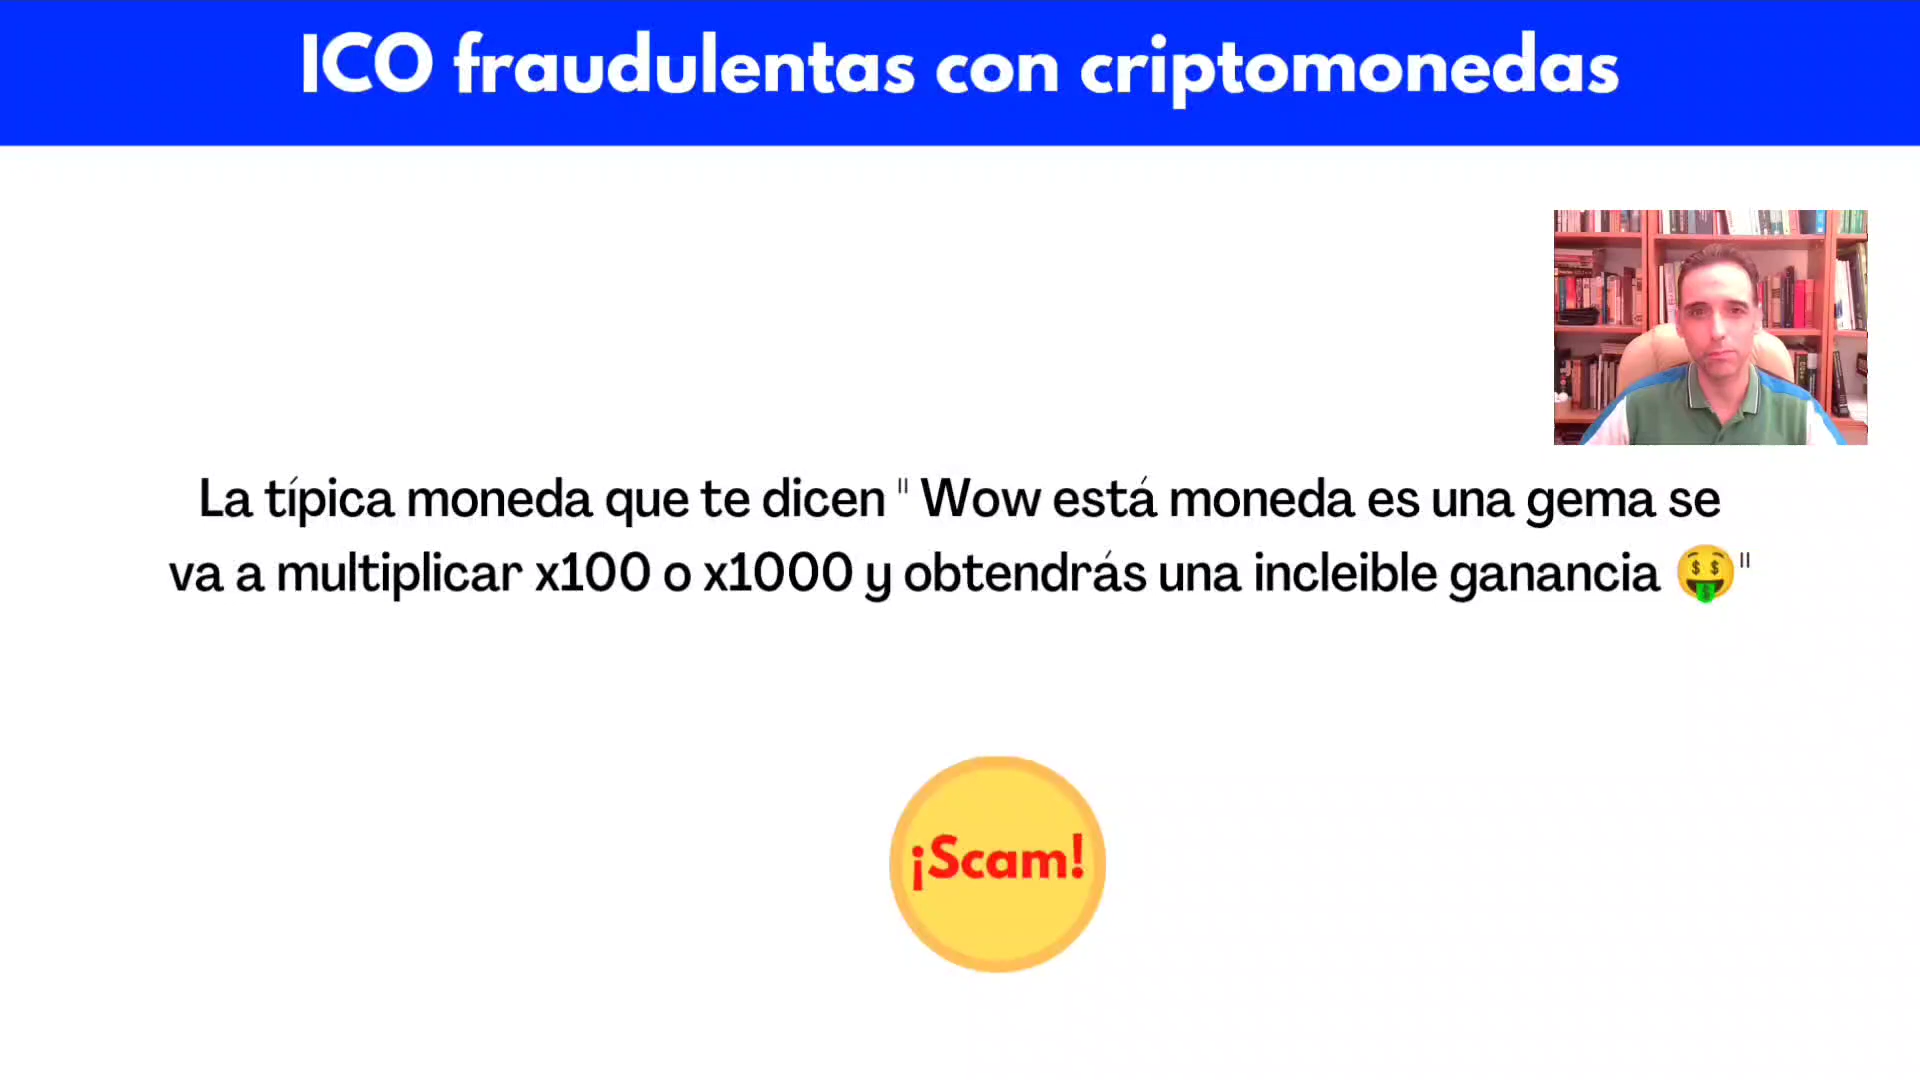 ICO fraudulentas con criptomonedas
La típica moneda que te dicen " Wow está moneda es una gema se
va a multiplicar x100 o x1000 y obtendrás una incleible ganancia 🤑"
¡Scam!